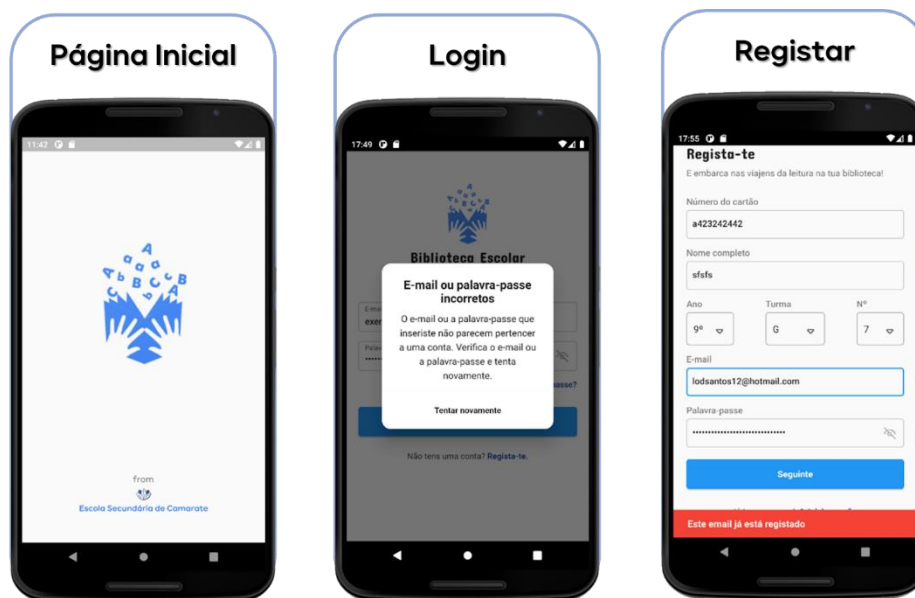 Página Inicial
11:42
A
a a A
a B a
A b B C c B
C b
from
Escola Secundária de Camarate
Login
17:49
Biblioteca Escolar
E-mail ou palavra-passe
incorretos
O e-mail ou a palavra-passe que
inseriste não parecem pertencer
a uma conta. Verifica o e-mail ou
a palavra-passe e tenta
novamente.
Tentar novamente
Não tens uma conta? Regista-te.
Registar
17:55
Regista-te
E embarca nas viajens da leitura na tua biblioteca!
Número do cartão
a423242442
Nome completo
sfsfs
Ano Turma Nº
9º G 7
E-mail
lodsantos12@hotmail.com
Palavra-passe
Seguinte
Este email já está registado